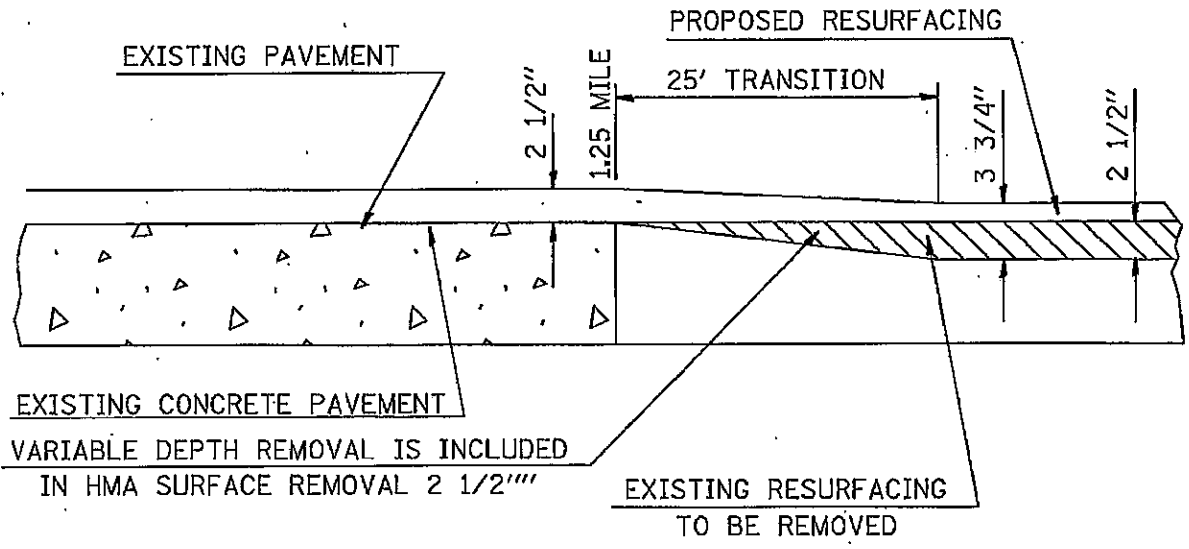 PROPOSED RESURFACING
EXISTING PAVEMENT
25' TRANSITION
2 1/2"
1.25 MILE
3 3/4"
2 1/2"
EXISTING CONCRETE PAVEMENT
VARIABLE DEPTH REMOVAL IS INCLUDED
IN HMA SURFACE REMOVAL 2 1/2""
EXISTING RESURFACING
TO BE REMOVED